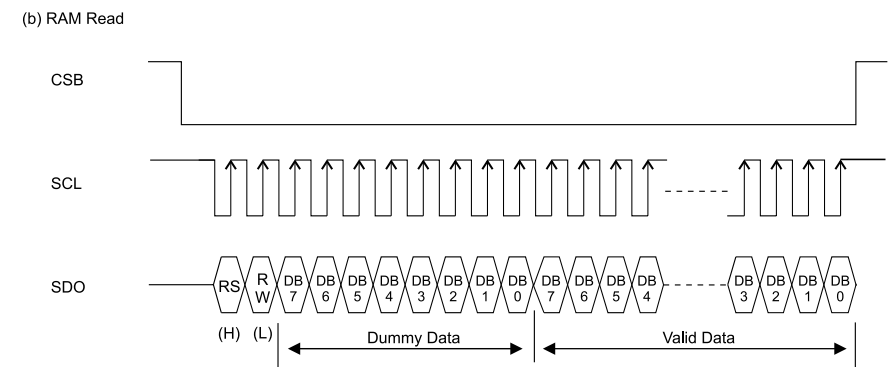 (b) RAM Read
CSB
SCL
SDO
RS R W DB 7 DB 6 DB 5 DB 4 DB 3 DB 2 DB 1 DB 0 DB 7 DB 6 DB 5 DB 4 DB 3 DB 2 DB 1 DB 0
(H) (L) Dummy Data Valid Data